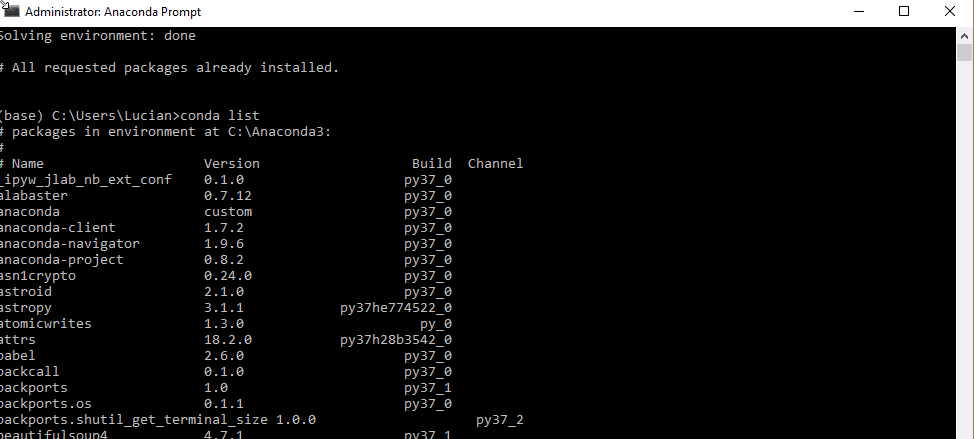 Administrator: Anaconda Prompt
Solving environment: done
# All requested packages already installed.
(base) C:\Users\Lucian>conda list
# packages in environment at C:\Anaconda3:
#
# Name                    Version                   Build  Channel
_ipyw_jlab_nb_ext_conf    0.1.0                    py37_0
alabaster                 0.7.12                   py37_0
anaconda                  custom                   py37_0
anaconda-client           1.7.2                    py37_0
anaconda-navigator        1.9.6                    py37_0
anaconda-project          0.8.2                    py37_0
asn1crypto                0.24.0                   py37_0
astroid                   2.1.0                    py37_0
astropy                   3.1.1            py37he774522_0
atomicwrites              1.3.0                      py_0
attrs                     18.2.0           py37h28b3542_0
babel                     2.6.0                    py37_0
backcall                  0.1.0                    py37_0
backports                 1.0                      py37_1
backports.os              0.1.1                    py37_0
backports.shutil_get_terminal_size 1.0.0                    py37_2
beautifulsoup4            4.7.1                    py37_1